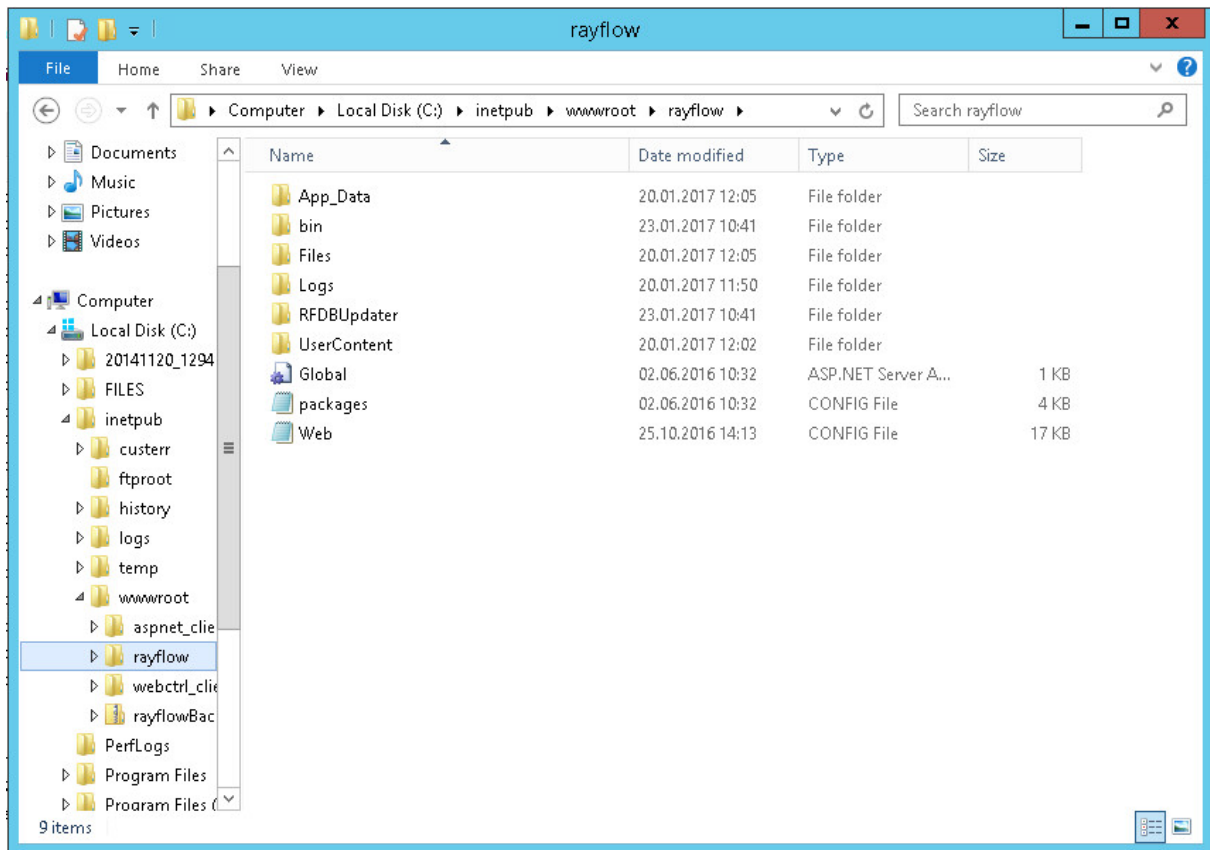 rayflow
File Home Share View
Computer Local Disk (C:) inetpub wwwroot rayflow Search rayflow
Documents
Music
Pictures
Videos
Computer
Local Disk (C:)
20141120_1294
FILES
inetpub
custerr
ftproot
history
logs
temp
wwwroot
aspnet_clie
rayflow
webctrl_clie
rayflowBac
PerfLogs
Program Files
Program Files (
Name Date modified Type Size
App_Data 20.01.2017 12:05 File folder
bin 23.01.2017 10:41 File folder
Files 20.01.2017 12:05 File folder
Logs 20.01.2017 11:50 File folder
RFDBUpdater 23.01.2017 10:41 File folder
UserContent 20.01.2017 12:02 File folder
Global 02.06.2016 10:32 ASP.NET Server A... 1 KB
packages 02.06.2016 10:32 CONFIG File 4 KB
Web 25.10.2016 14:13 CONFIG File 17 KB
9 items